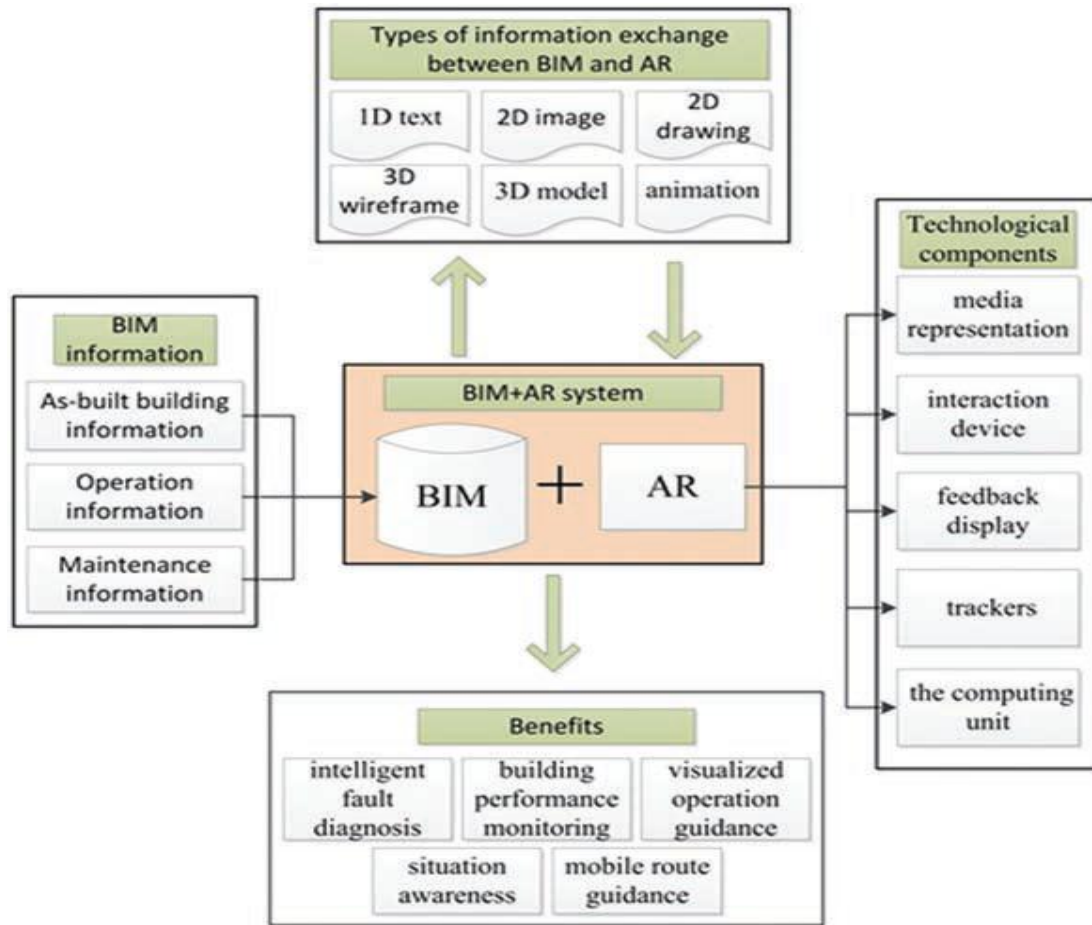 Types of information exchange
between BIM and AR
1D text
2D image
2D
drawing
3D
wireframe
3D model
animation
BIM
information
As-built building
information
Operation
information
Maintenance
information
BIM+AR system
BIM
+
AR
Technological
components
media
representation
interaction
device
feedback
display
trackers
the computing
unit
Benefits
intelligent
fault
diagnosis
building
performance
monitoring
visualized
operation
guidance
situation
awareness
mobile route
guidance